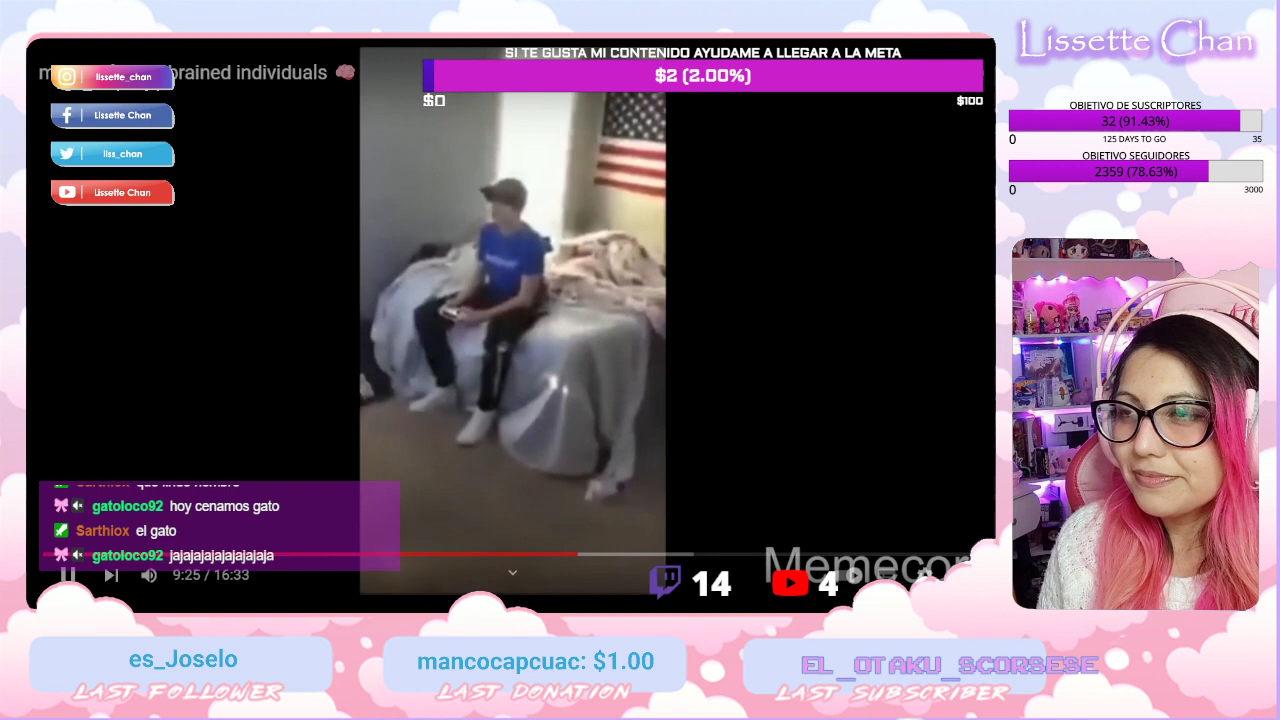 Lissette Chan
SI TE GUSTA MI CONTENIDO AYUDAME A LLEGAR A LA META
brained individuals 🧠
$2 (2.00%)
$0
$100
lissette_chan
Lissette Chan
liss_chan
Lissette Chan
OBJETIVO DE SUSCRIPTORES
32 (91.43%)
0
125 DAYS TO GO
35
OBJETIVO SEGUIDORES
2359 (78.63%)
0
3000
gatoloco92 hoy cenamos gato
Sarthiox el gato
gatoloco92 jajajajajajajajajaja
9:25 / 16:33
14
4
es_Joselo
LAST FOLLOWER
mancocapcuac: $1.00
LAST DONATION
EL_OTAKU_SCORSESE
LAST SUBSCRIBER